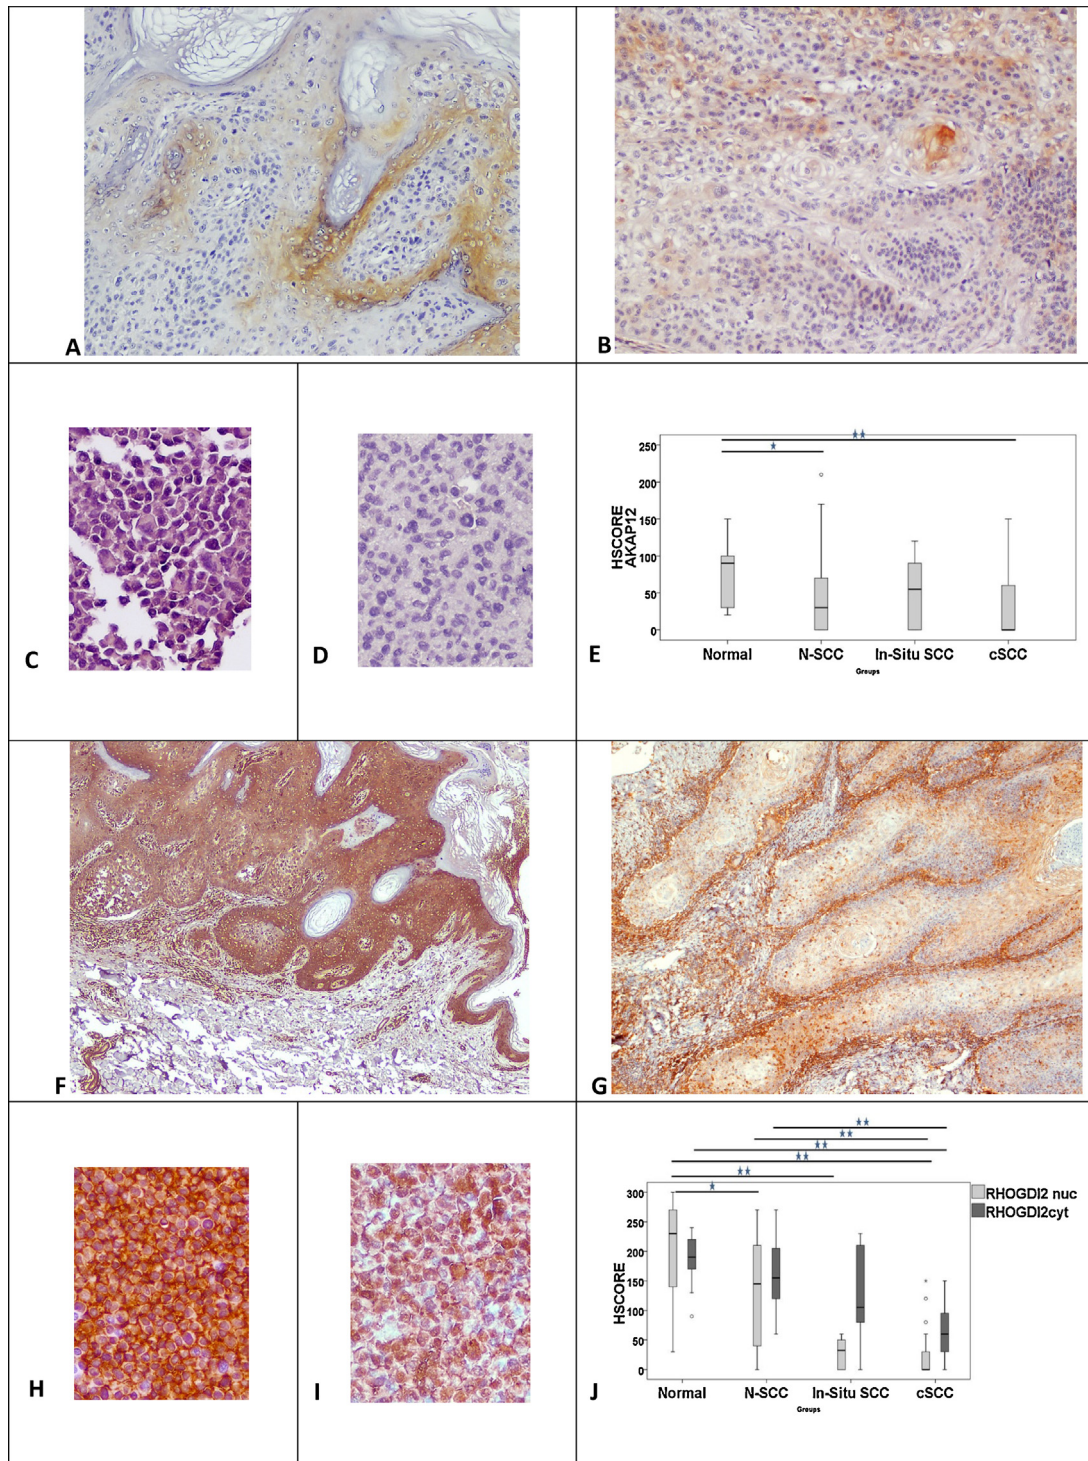 A
B
C
D
E
HSCORE
AKAP12
250
200
150
100
50
0
Normal
N-SCC
In-Situ SCC
cSCC
Groups
F
G
H
I
J
RHOGDI2 nuc
RHOGDI2cyt
HSCORE
300
250
200
150
100
50
0
Normal
N-SCC
In-Situ SCC
cSCC
Groups